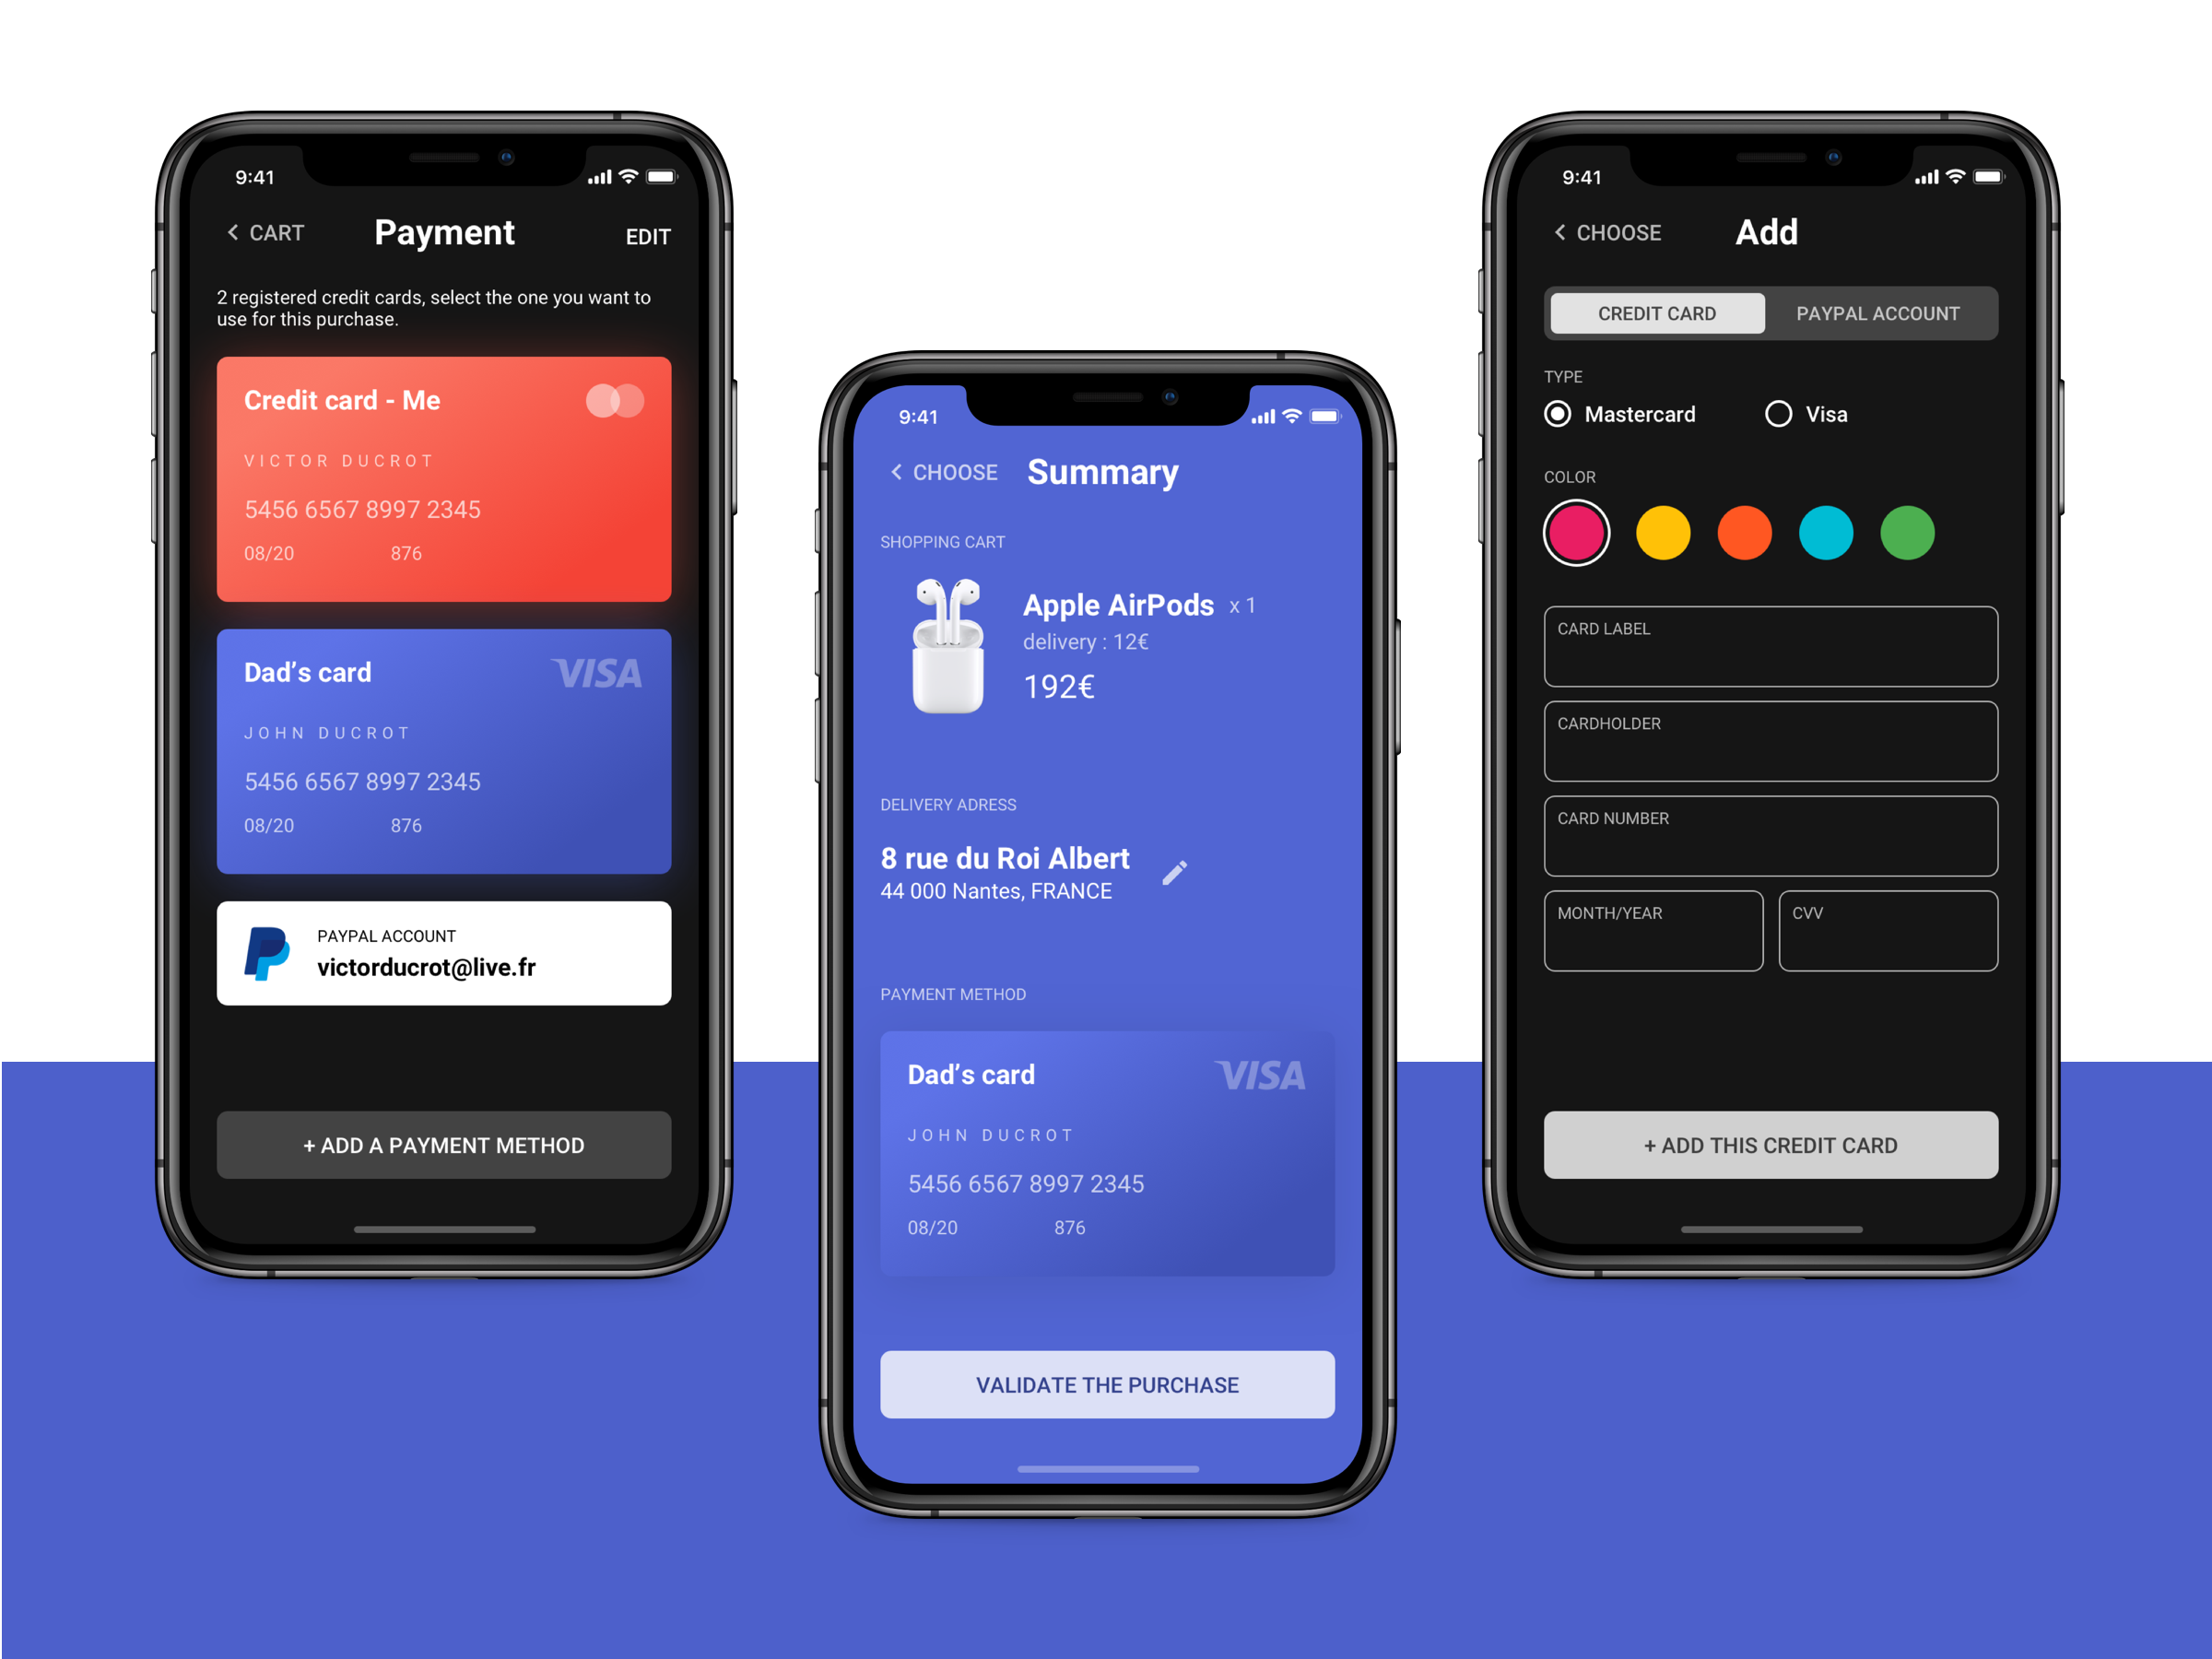 9:41
CART
Payment
EDIT
2 registered credit cards, select the one you want to
use for this purchase.
Credit card - Me
VICTOR DUCROT
5456 6567 8997 2345
08/20 876
Dad’s card
VISA
JOHN DUCROT
5456 6567 8997 2345
08/20 876
PAYPAL ACCOUNT
victorducrot@live.fr
+ ADD A PAYMENT METHOD
9:41
CHOOSE
Summary
SHOPPING CART
Apple AirPods x 1
delivery : 12€
192€
DELIVERY ADRESS
8 rue du Roi Albert
44 000 Nantes, FRANCE
PAYMENT METHOD
Dad’s card
VISA
JOHN DUCROT
5456 6567 8997 2345
08/20 876
VALIDATE THE PURCHASE
9:41
CHOOSE
Add
CREDIT CARD
PAYPAL ACCOUNT
TYPE
Mastercard
Visa
COLOR
CARD LABEL
CARDHOLDER
CARD NUMBER
MONTH/YEAR
CVV
+ ADD THIS CREDIT CARD